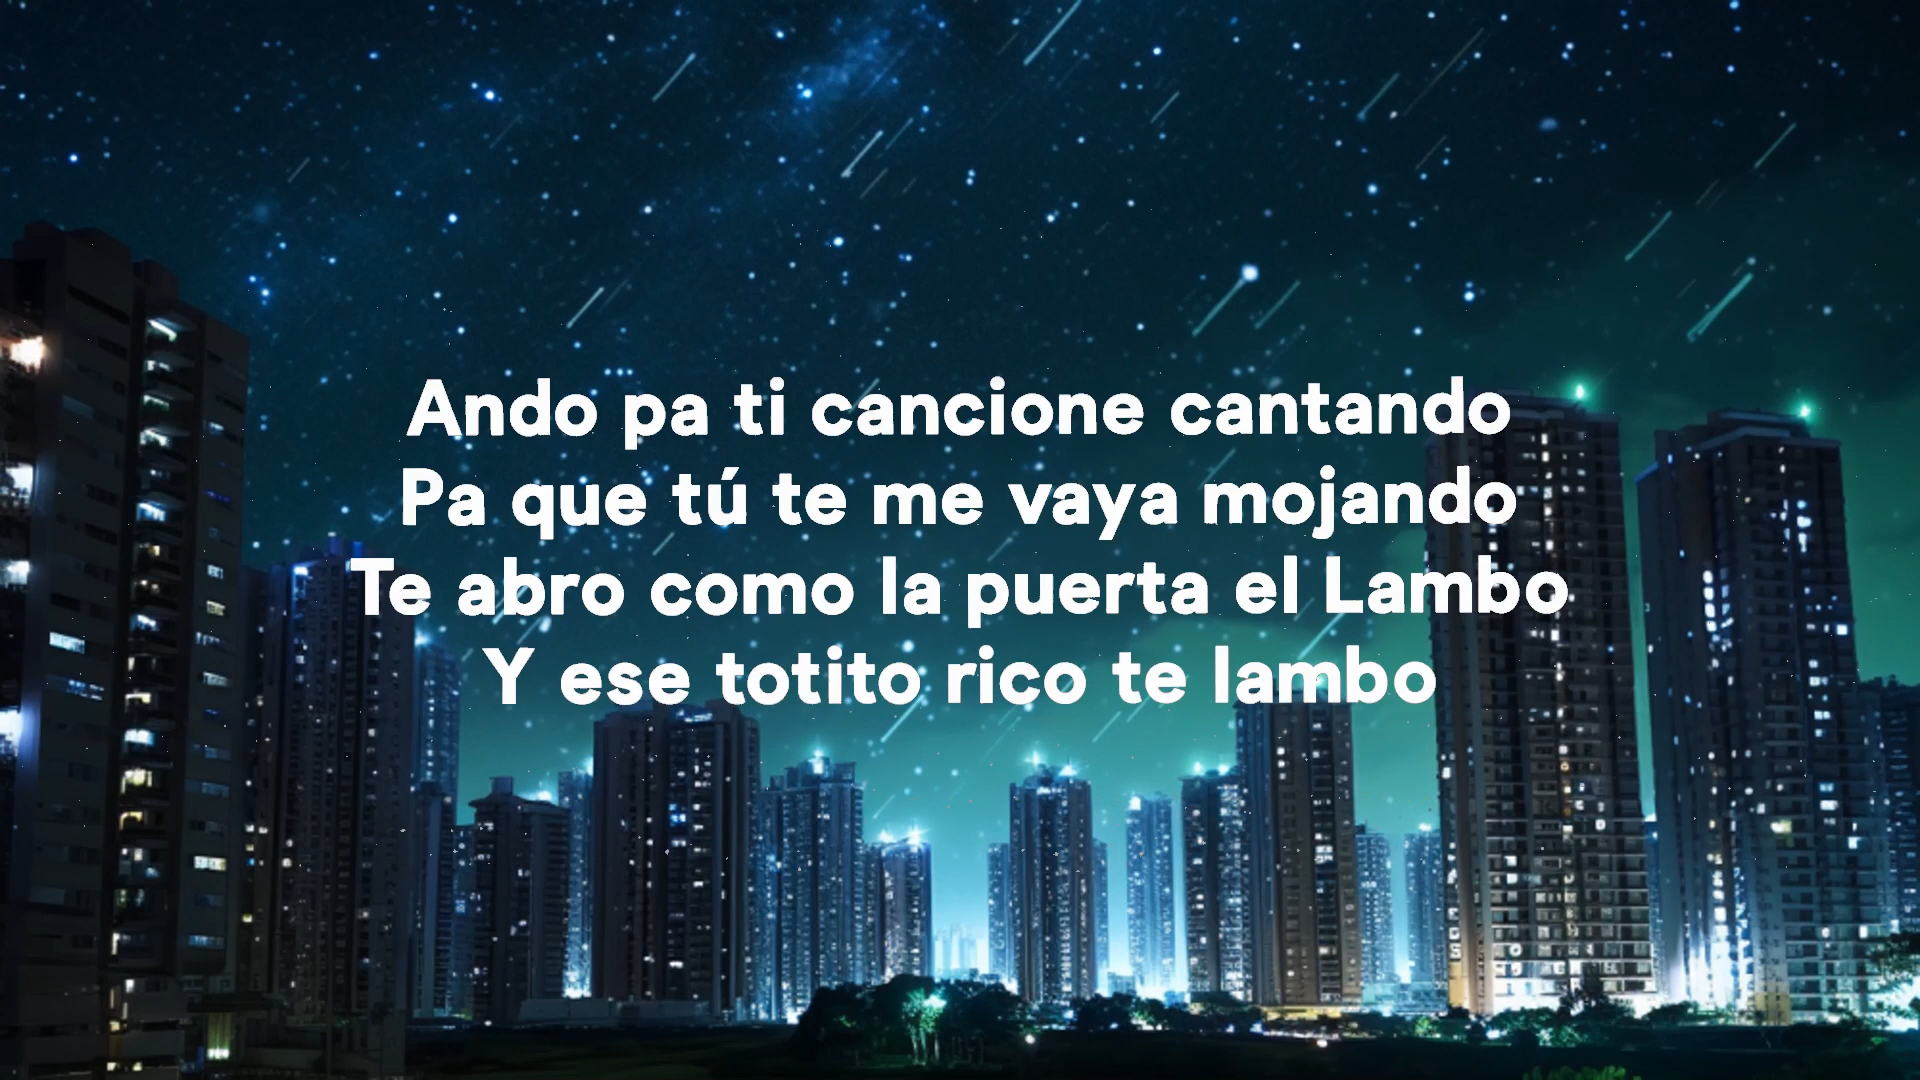 Ando pa ti cancione cantando
Pa que tú te me vaya mojando
Te abro como la puerta el Lambo
Y ese totito rico te lambo